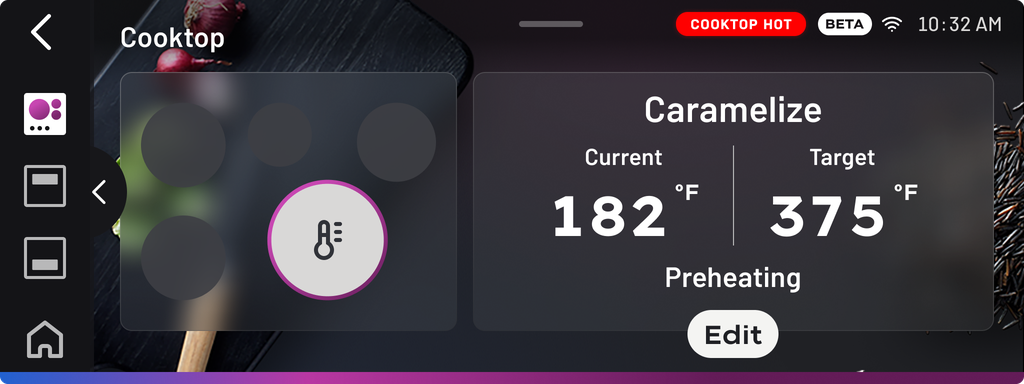 Cooktop
COOKTOP HOT
BETA
10:32 AM
Caramelize
Current
Target
182 °F
375 °F
Preheating
Edit